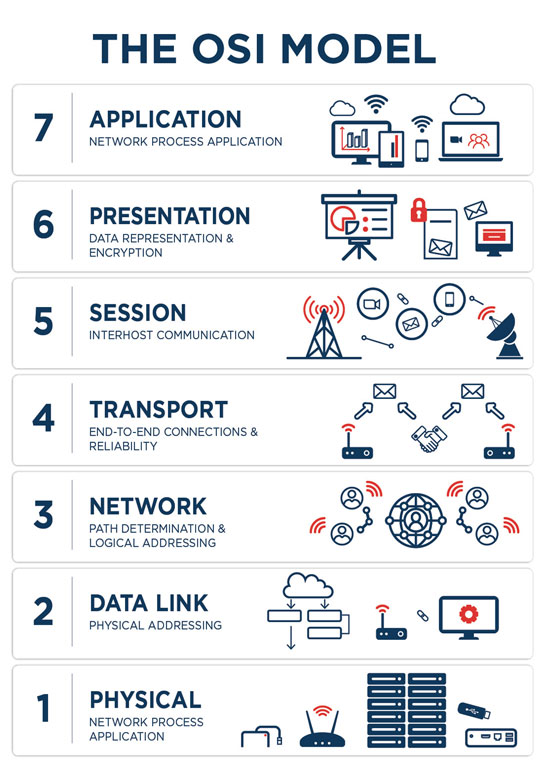 THE OSI MODEL
7
APPLICATION
NETWORK PROCESS APPLICATION
6
PRESENTATION
DATA REPRESENTATION &
ENCRYPTION
5
SESSION
INTERHOST COMMUNICATION
4
TRANSPORT
END-TO-END CONNECTIONS &
RELIABILITY
3
NETWORK
PATH DETERMINATION &
LOGICAL ADDRESSING
2
DATA LINK
PHYSICAL ADDRESSING
1
PHYSICAL
NETWORK PROCESS
APPLICATION